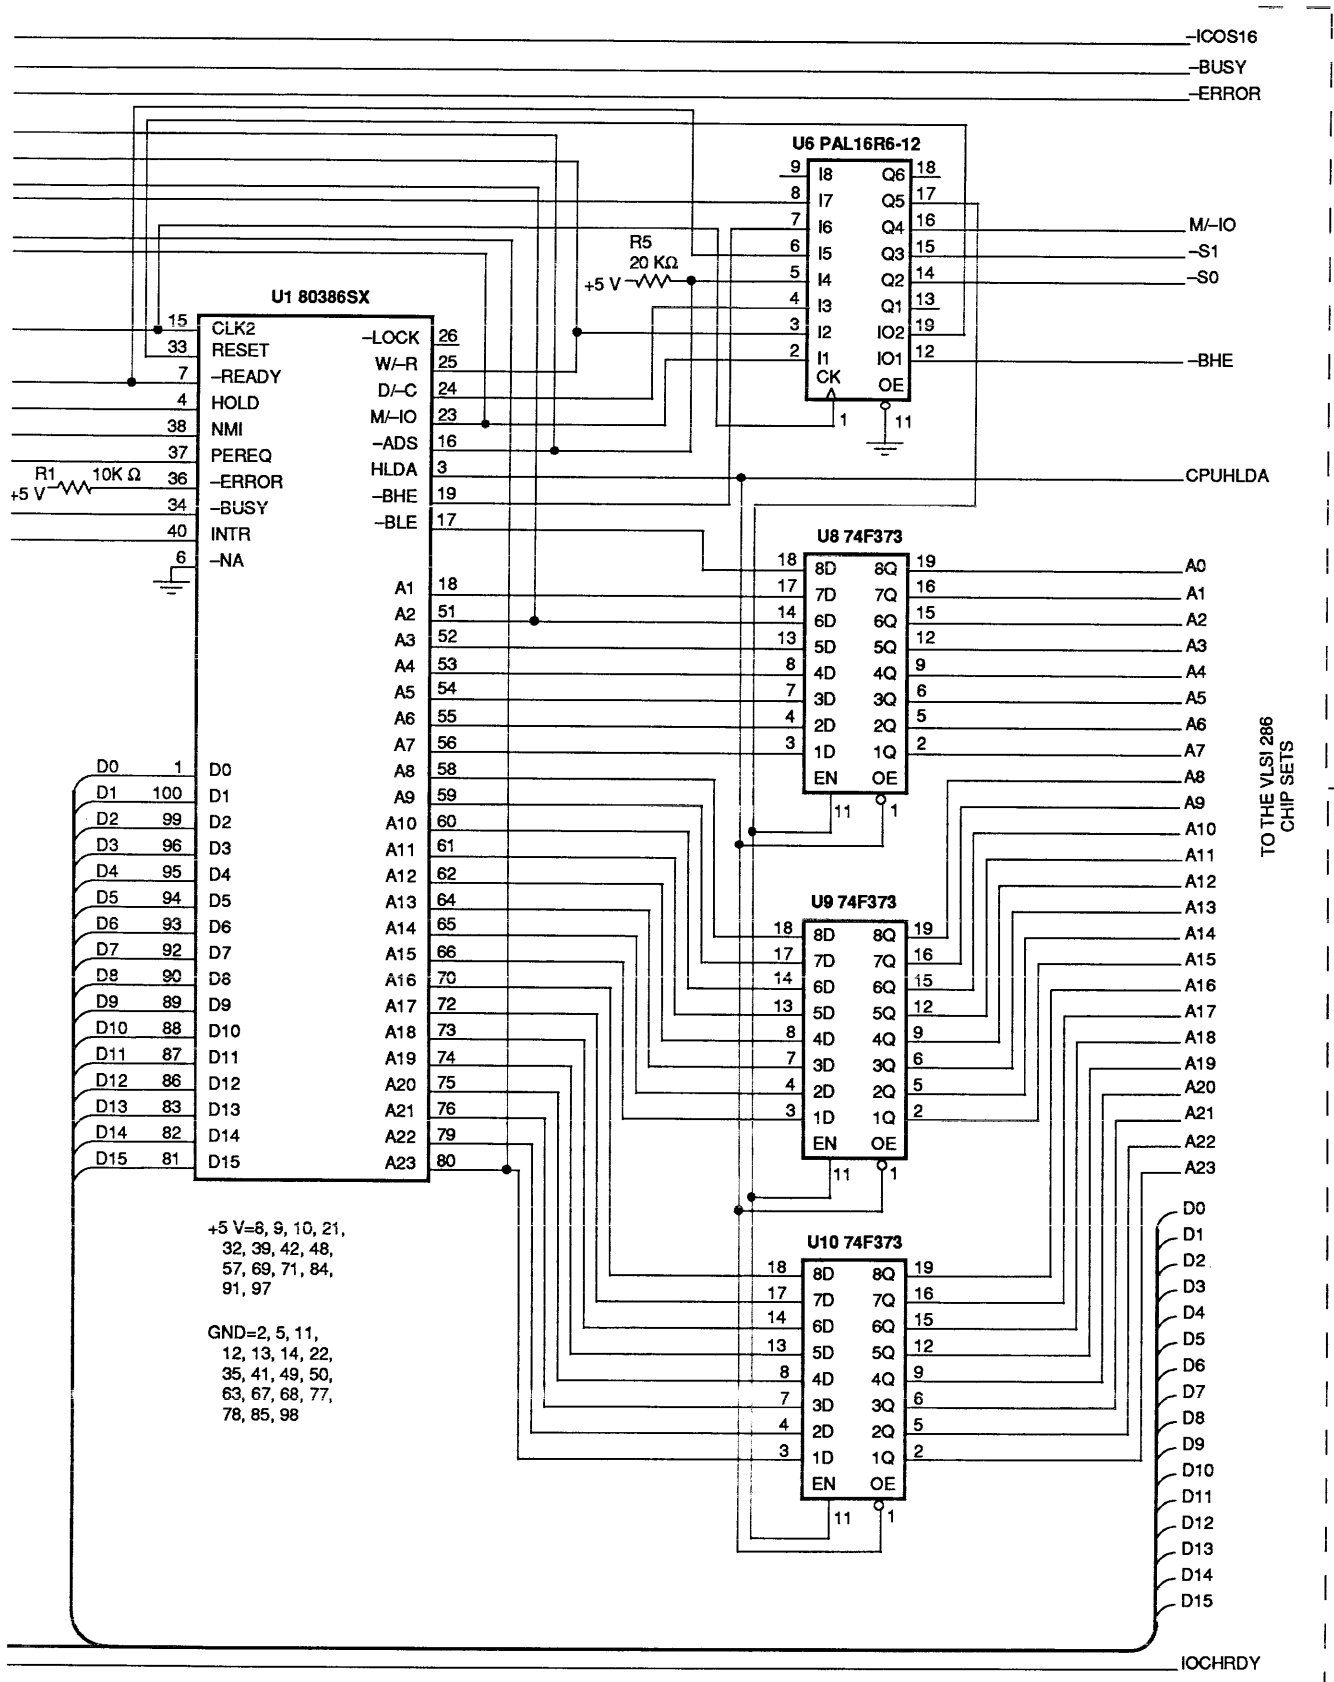 –ICOS16
–BUSY
–ERROR
U6 PAL16R6-12
9 I8 Q6 18
8 I7 Q5 17
7 I6 Q4 16 M/–IO
6 I5 Q3 15 –S1
R5
20 KΩ
+5 V
5 I4 Q2 14 –S0
4 I3 Q1 13
3 I2 IO2 19
2 I1 IO1 12 –BHE
CK OE
1 11
U1 80386SX
15 CLK2 –LOCK 26
33 RESET W/–R 25
7 –READY D/–C 24
4 HOLD M/–IO 23
38 NMI –ADS 16
37 PEREQ HLDA 3 CPUHLDA
R1 10K Ω
+5 V
36 –ERROR –BHE 19
34 –BUSY –BLE 17
40 INTR
6 –NA
A1 18
A2 51
A3 52
A4 53
A5 54
A6 55
A7 56
A8 58
A9 59
A10 60
A11 61
A12 62
A13 64
A14 65
A15 66
A16 70
A17 72
A18 73
A19 74
A20 75
A21 76
A22 79
A23 80
D0 1 D0
D1 100 D1
D2 99 D2
D3 96 D3
D4 95 D4
D5 94 D5
D6 93 D6
D7 92 D7
D8 90 D8
D9 89 D9
D10 88 D10
D11 87 D11
D12 86 D12
D13 83 D13
D14 82 D14
D15 81 D15
+5 V=8, 9, 10, 21,
32, 39, 42, 48,
57, 69, 71, 84,
91, 97
GND=2, 5, 11,
12, 13, 14, 22,
35, 41, 49, 50,
63, 67, 68, 77,
78, 85, 98
U8 74F373
18 8D 8Q 19 A0
17 7D 7Q 16 A1
14 6D 6Q 15 A2
13 5D 5Q 12 A3
8 4D 4Q 9 A4
7 3D 3Q 6 A5
4 2D 2Q 5 A6
3 1D 1Q 2 A7
EN OE
11 1
U9 74F373
18 8D 8Q 19
17 7D 7Q 16
14 6D 6Q 15
13 5D 5Q 12
8 4D 4Q 9
7 3D 3Q 6
4 2D 2Q 5
3 1D 1Q 2
EN OE
11 1
U10 74F373
18 8D 8Q 19
17 7D 7Q 16
14 6D 6Q 15
13 5D 5Q 12
8 4D 4Q 9
7 3D 3Q 6
4 2D 2Q 5
3 1D 1Q 2
EN OE
11 1
A8
A9
A10
A11
A12
A13
A14
A15
A16
A17
A18
A19
A20
A21
A22
A23
D0
D1
D2
D3
D4
D5
D6
D7
D8
D9
D10
D11
D12
D13
D14
D15
IOCHRDY
TO THE VLSI 286
CHIP SETS